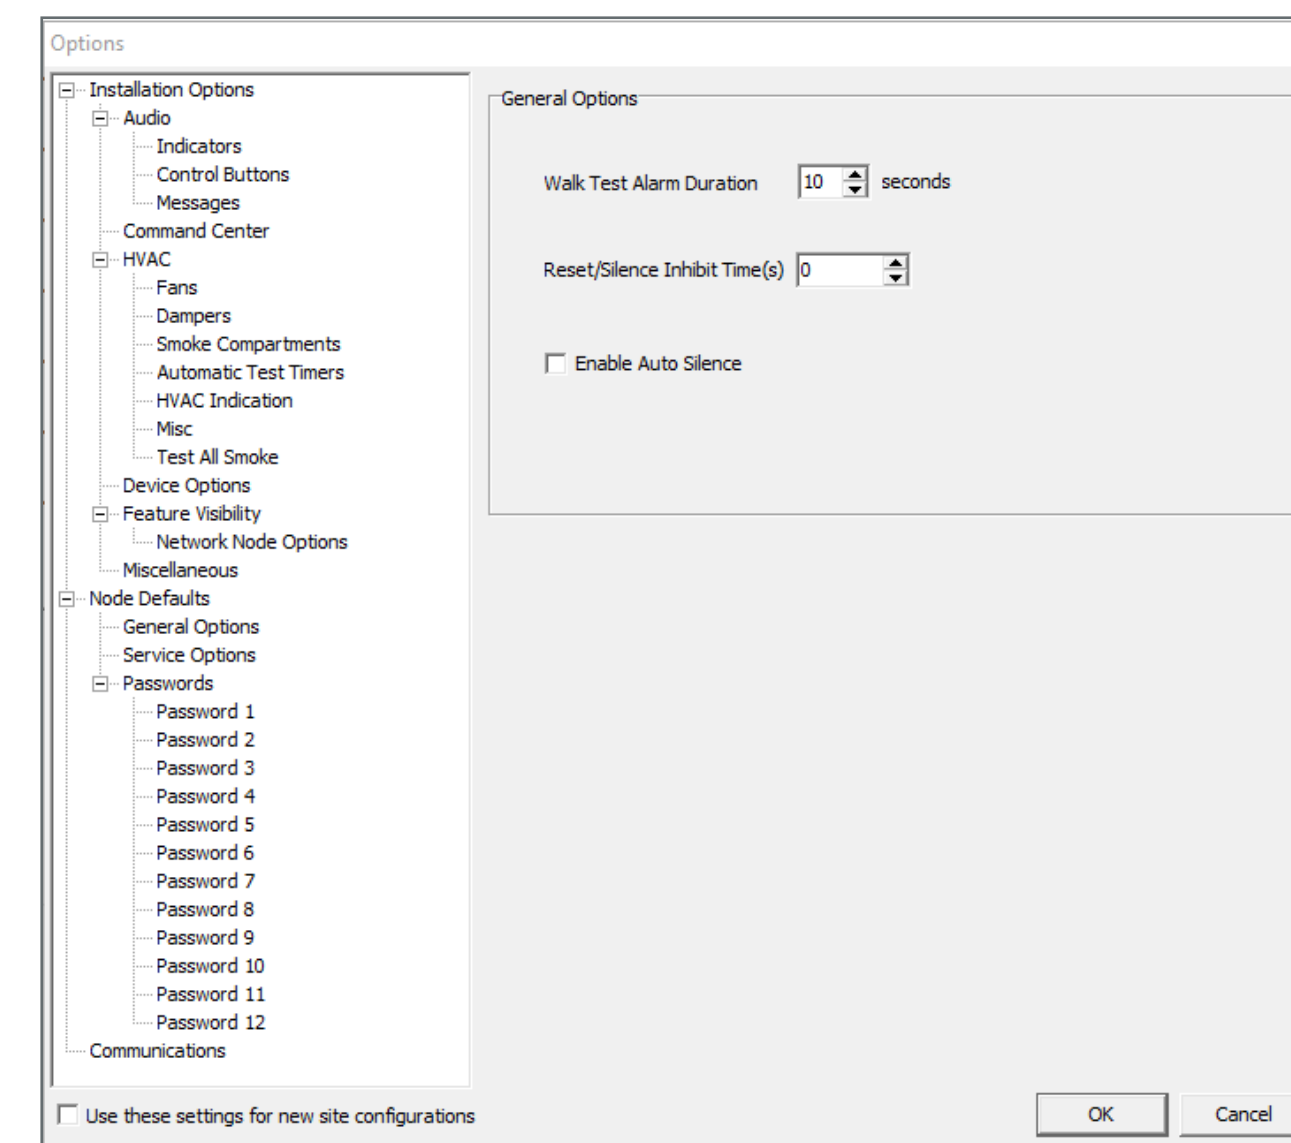 Options
Installation Options
Audio
Indicators
Control Buttons
Messages
Command Center
HVAC
Fans
Dampers
Smoke Compartments
Automatic Test Timers
HVAC Indication
Misc
Test All Smoke
Device Options
Feature Visibility
Network Node Options
Miscellaneous
Node Defaults
General Options
Service Options
Passwords
Password 1
Password 2
Password 3
Password 4
Password 5
Password 6
Password 7
Password 8
Password 9
Password 10
Password 11
Password 12
Communications
General Options
Walk Test Alarm Duration 10 seconds
Reset/Silence Inhibit Time(s) 0
Enable Auto Silence
Use these settings for new site configurations
OK Cancel